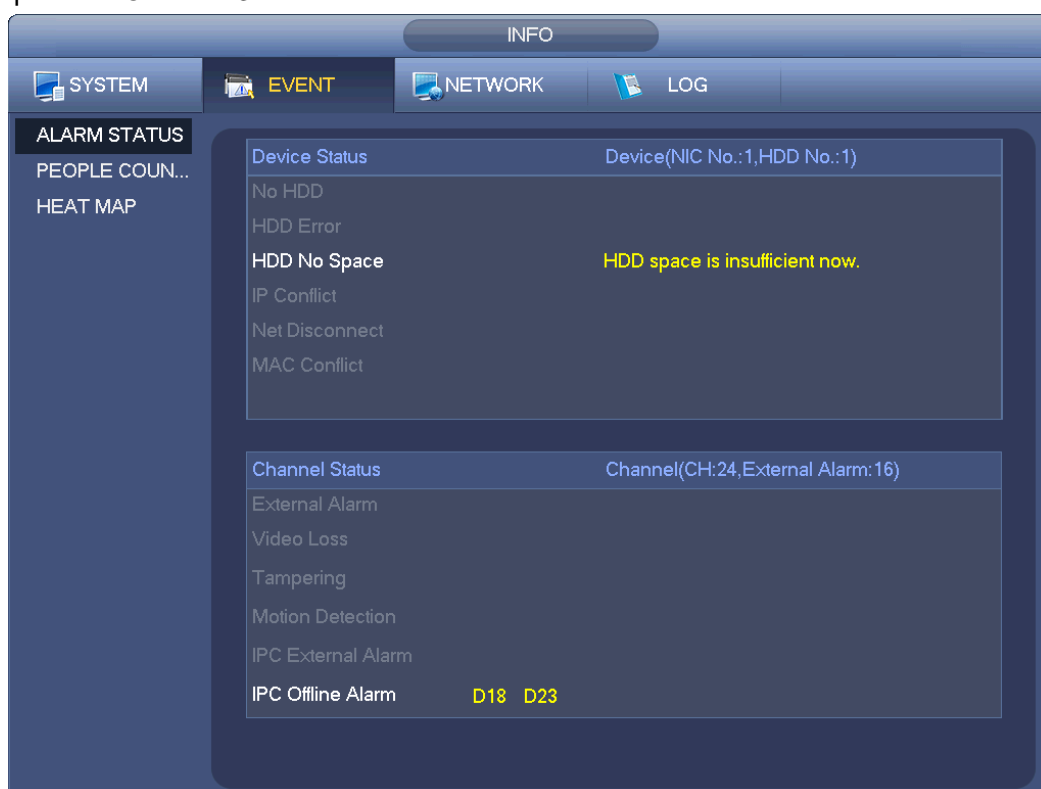 INFO
SYSTEM EVENT NETWORK LOG
ALARM STATUS
PEOPLE COUN...
HEAT MAP
Device Status Device(NIC No.:1,HDD No.:1)
No HDD
HDD Error
HDD No Space HDD space is insufficient now.
IP Conflict
Net Disconnect
MAC Conflict
Channel Status Channel(CH:24,External Alarm:16)
External Alarm
Video Loss
Tampering
Motion Detection
IPC External Alarm
IPC Offline Alarm D18 D23